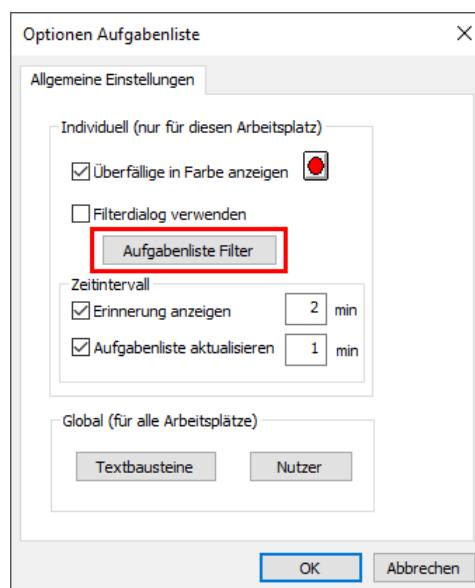 Optionen Aufgabenliste
Allgemeine Einstellungen
Individuell (nur für diesen Arbeitsplatz)
Überfällige in Farbe anzeigen
Filterdialog verwenden
Aufgabenliste Filter
Zeitintervall
Erinnerung anzeigen 2 min
Aufgabenliste aktualisieren 1 min
Global (für alle Arbeitsplätze)
Textbausteine Nutzer
OK Abbrechen